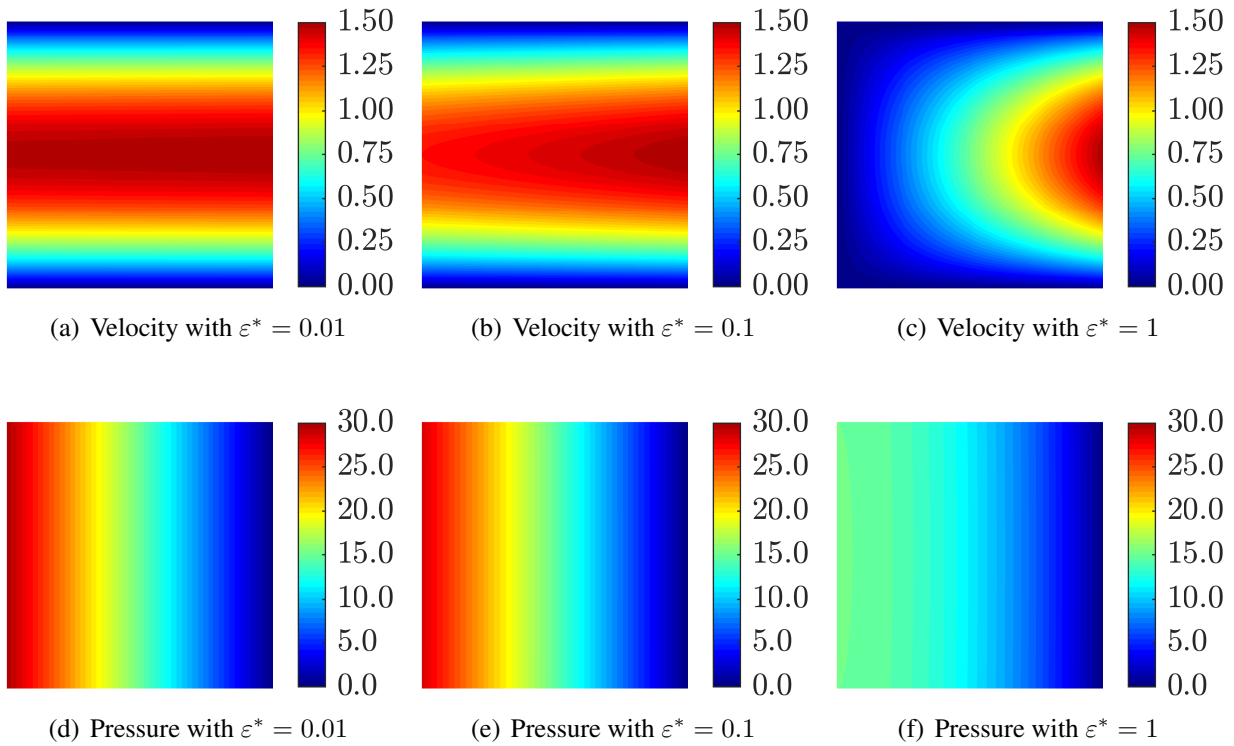 1.50 1.50 1.50
1.25 1.25 1.25
1.00 1.00 1.00
0.75 0.75 0.75
0.50 0.50 0.50
0.25 0.25 0.25
0.00 0.00 0.00
(a) Velocity with ε* = 0.01 (b) Velocity with ε* = 0.1 (c) Velocity with ε* = 1
30.0 30.0 30.0
25.0 25.0 25.0
20.0 20.0 20.0
15.0 15.0 15.0
10.0 10.0 10.0
5.0 5.0 5.0
0.0 0.0 0.0
(d) Pressure with ε* = 0.01 (e) Pressure with ε* = 0.1 (f) Pressure with ε* = 1